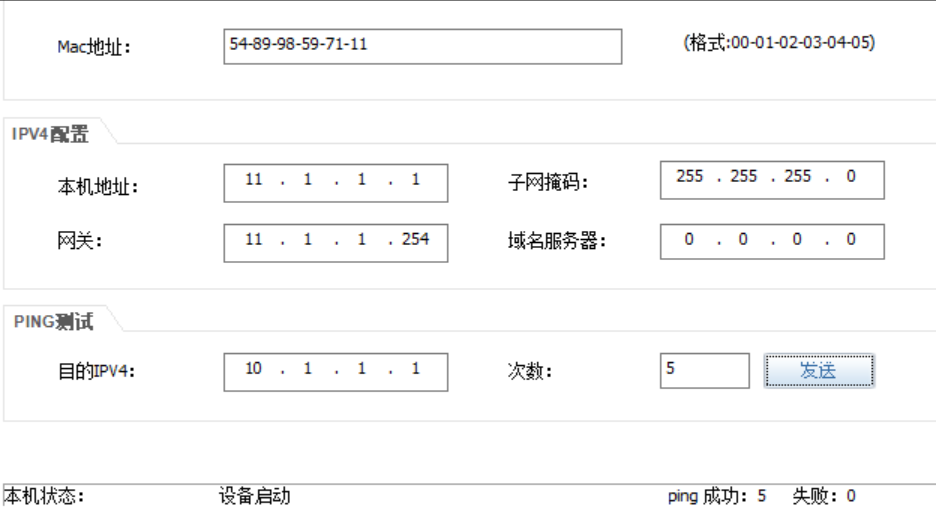 Mac地址： 54-89-98-59-71-11 (格式:00-01-02-03-04-05)
IPV4配置
本机地址： 11 . 1 . 1 . 1 子网掩码： 255 . 255 . 255 . 0
网关： 11 . 1 . 1 . 254 域名服务器： 0 . 0 . 0 . 0
PING测试
目的IPV4： 10 . 1 . 1 . 1 次数： 5 发送
本机状态： 设备启动 ping 成功： 5 失败： 0